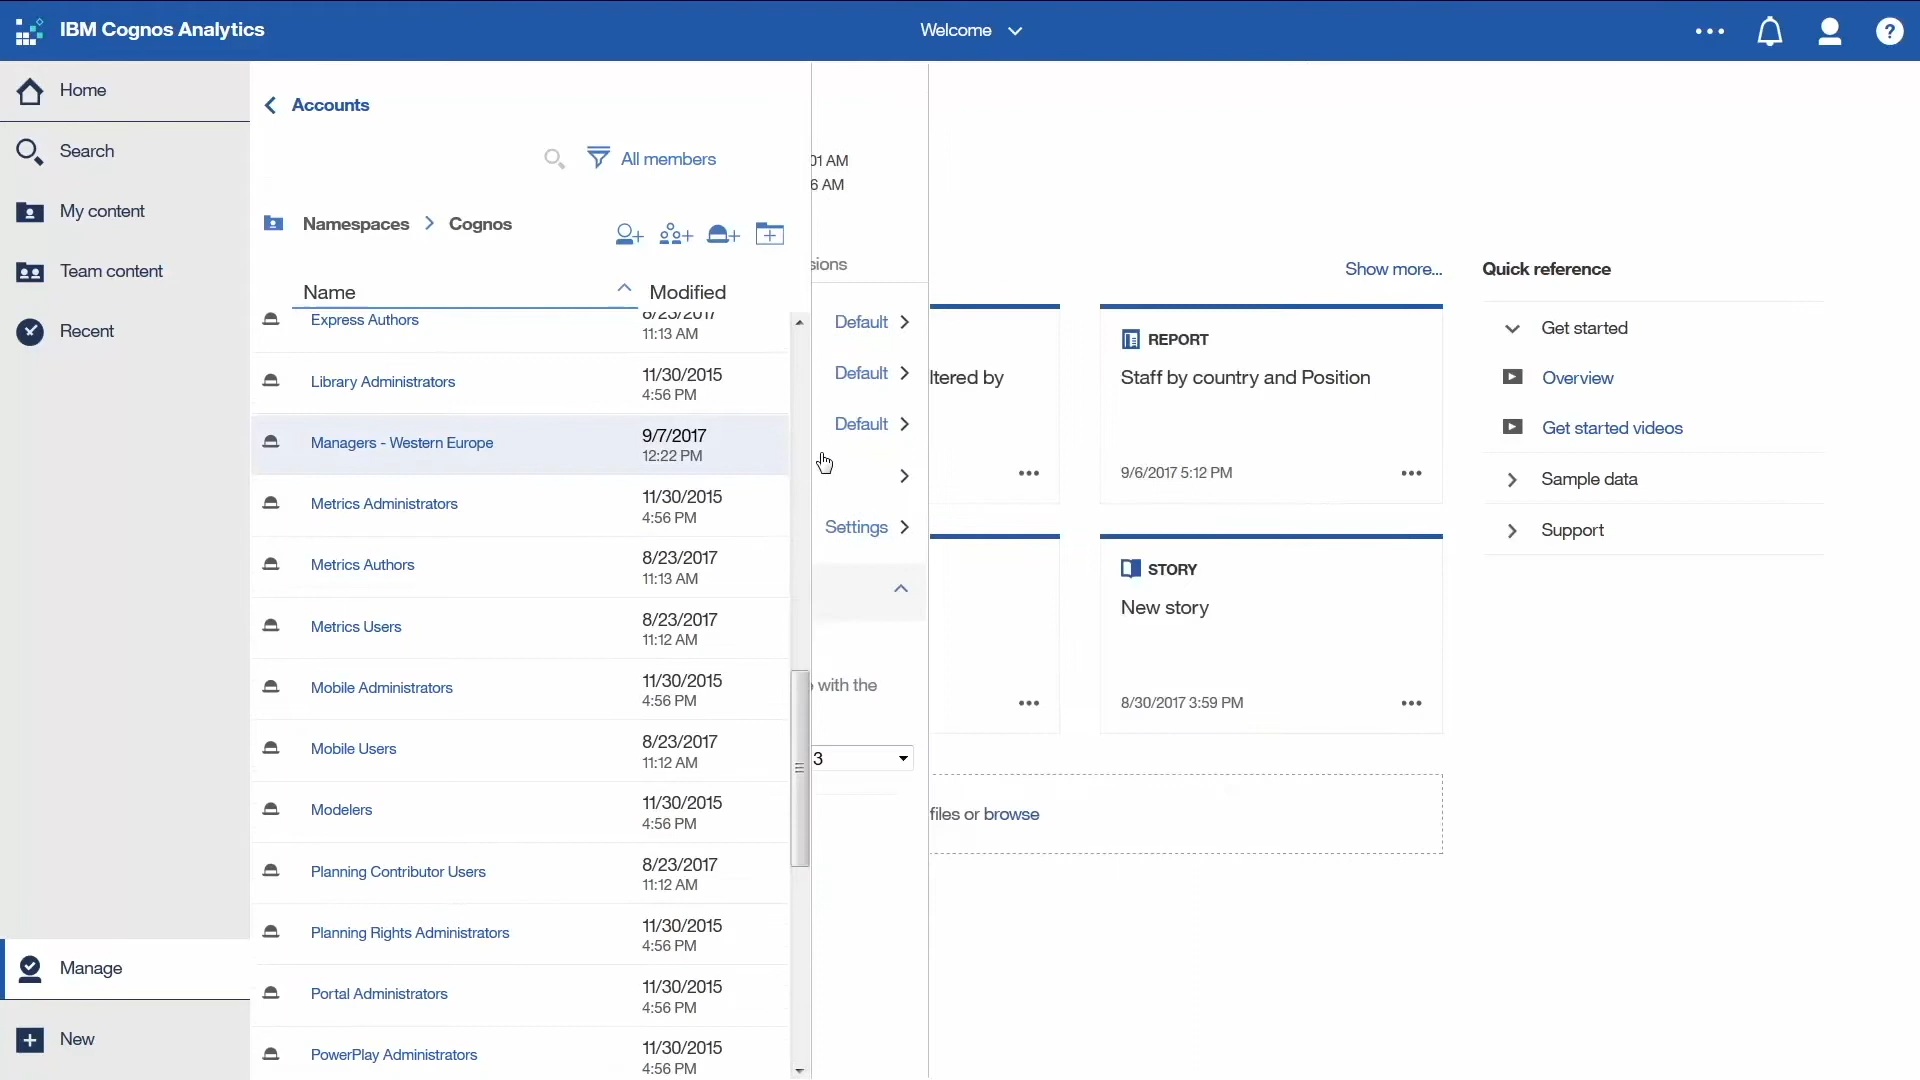 IBM Cognos Analytics
Welcome
?
Home
Search
My content
Team content
Recent
Manage
New
Accounts
All members
Namespaces > Cognos
Name
Modified
Express Authors
8/23/2017
11:13 AM
Library Administrators
11/30/2015
4:56 PM
Managers - Western Europe
9/7/2017
12:22 PM
Metrics Administrators
11/30/2015
4:56 PM
Metrics Authors
8/23/2017
11:13 AM
Metrics Users
8/23/2017
11:12 AM
Mobile Administrators
11/30/2015
4:56 PM
Mobile Users
8/23/2017
11:12 AM
Modelers
11/30/2015
4:56 PM
Planning Contributor Users
8/23/2017
11:12 AM
Planning Rights Administrators
11/30/2015
4:56 PM
Portal Administrators
11/30/2015
4:56 PM
PowerPlay Administrators
11/30/2015
4:56 PM
01 AM
6 AM
sions
Default
Default
Default
Settings
with the
3
Show more...
ltered by
REPORT
Staff by country and Position
9/6/2017 5:12 PM
STORY
New story
8/30/2017 3:59 PM
files or browse
Quick reference
Get started
Overview
Get started videos
Sample data
Support